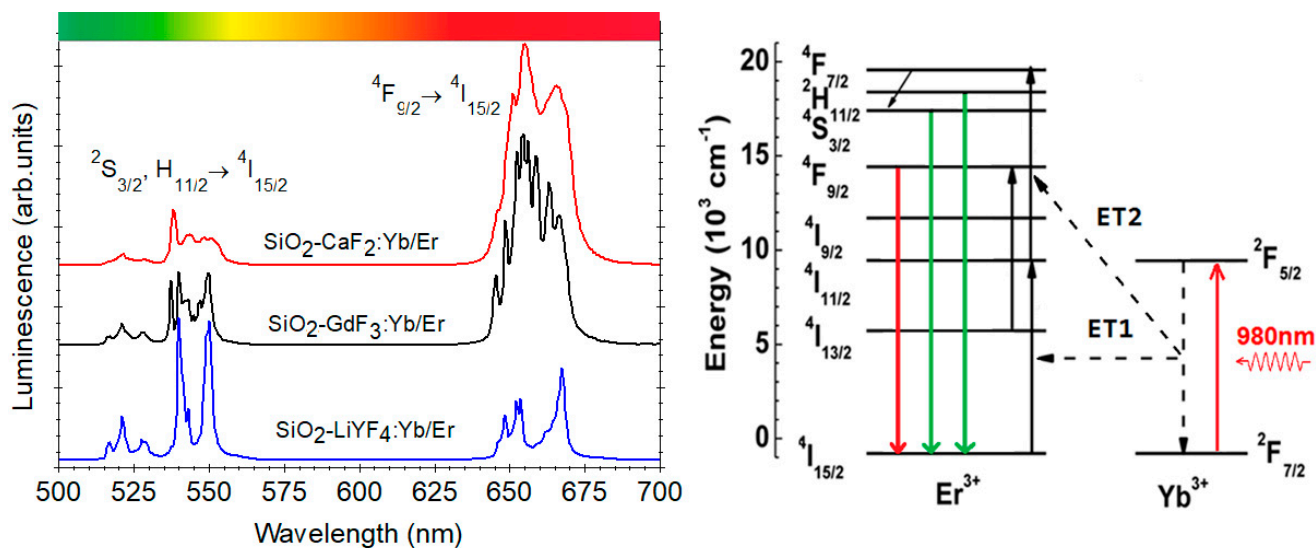 Luminescence (arb.units)
⁴F₉/₂→ ⁴I₁₅/₂
²S₃/₂, H₁₁/₂→ ⁴I₁₅/₂
SiO₂-CaF₂:Yb/Er
SiO₂-GdF₃:Yb/Er
SiO₂-LiYF₄:Yb/Er
500 525 550 575 600 625 650 675 700
Wavelength (nm)
Energy (10³ cm⁻¹)
20
15
10
5
0
⁴F₇/₂
²H₁₁/₂
⁴S₃/₂
⁴F₉/₂
⁴I₉/₂
⁴I₁₁/₂
⁴I₁₃/₂
⁴I₁₅/₂
Er³⁺
ET2
ET1
²F₅/₂
980nm
²F₇/₂
Yb³⁺